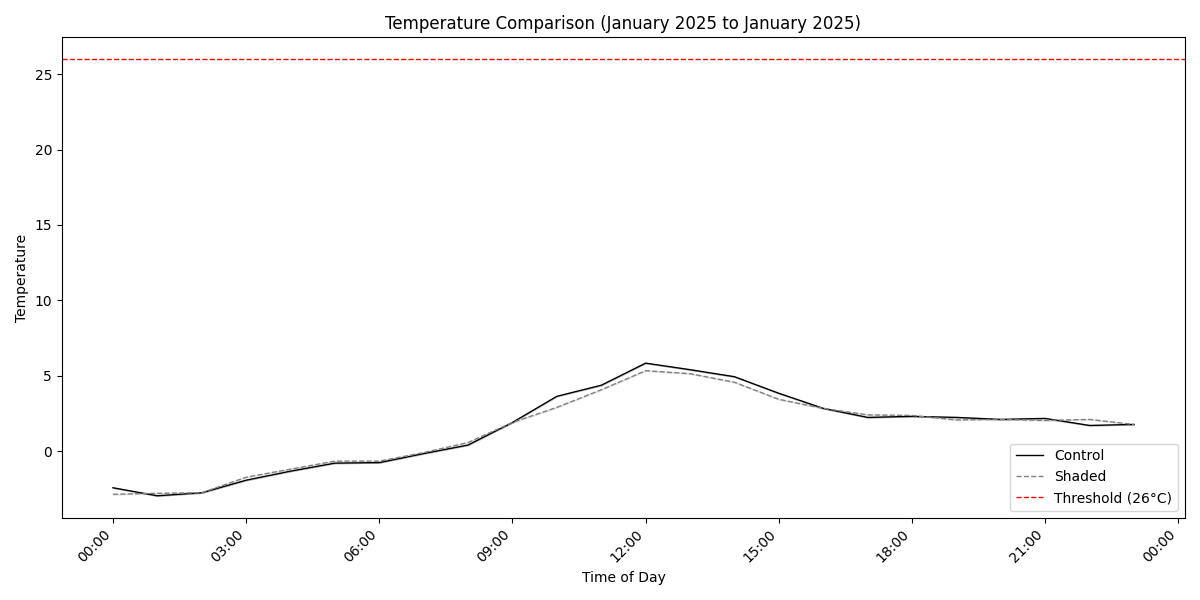 Temperature Comparison (January 2025 to January 2025)
Temperature
25
20
15
10
5
0
Control
Shaded
Threshold (26°C)
00:00
03:00
06:00
09:00
12:00
15:00
18:00
21:00
00:00
Time of Day